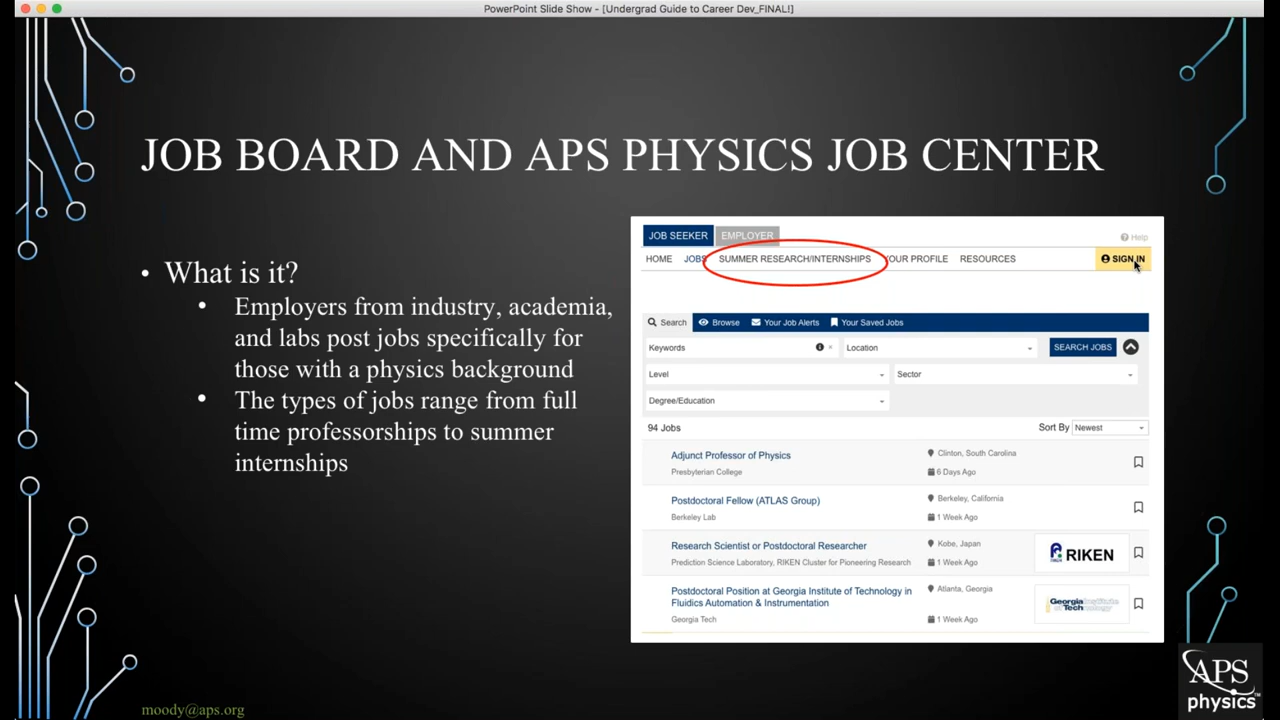 PowerPoint Slide Show - [Undergrad Guide to Career Dev_FINAL!]
JOB BOARD AND APS PHYSICS JOB CENTER
• What is it?
• Employers from industry, academia,
and labs post jobs specifically for
those with a physics background
• The types of jobs range from full
time professorships to summer
internships
JOB SEEKER EMPLOYER
Help
HOME JOBS SUMMER RESEARCH/INTERNSHIPS YOUR PROFILE RESOURCES SIGN IN
Search Browse Your Job Alerts Your Saved Jobs
Keywords Location SEARCH JOBS
Level Sector
Degree/Education
94 Jobs Sort By Newest
Adjunct Professor of Physics Clinton, South Carolina
Presbyterian College 6 Days Ago
Postdoctoral Fellow (ATLAS Group) Berkeley, California
Berkeley Lab 1 Week Ago
Research Scientist or Postdoctoral Researcher Kobe, Japan
Prediction Science Laboratory, RIKEN Cluster for Pioneering Research 1 Week Ago
RIKEN
Postdoctoral Position at Georgia Institute of Technology in Atlanta, Georgia
Fluidics Automation & Instrumentation
Georgia Tech 1 Week Ago
Georgia Institute
of Technology
moody@aps.org
APS
physics™